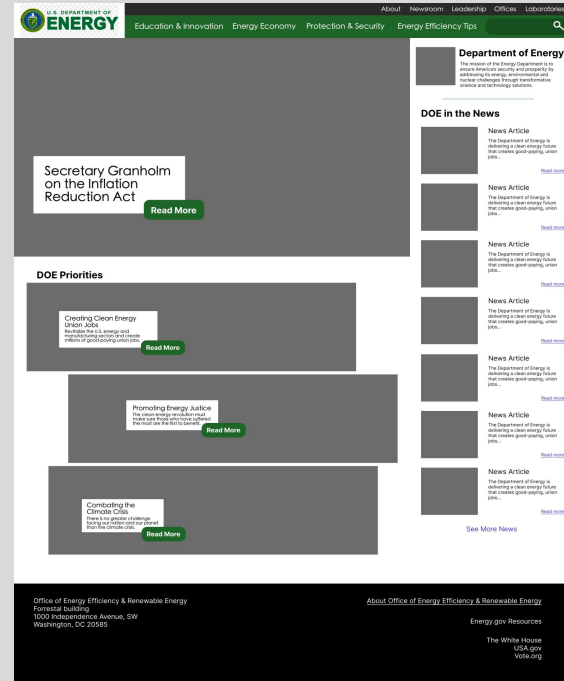 U.S. DEPARTMENT OF
ENERGY
About Newsroom Leadership Offices Laboratories
Education & Innovation Energy Economy Protection & Security Energy Efficiency Tips
Secretary Granholm
on the Inflation
Reduction Act
Read More
DOE Priorities
Creating Clean Energy
Union Jobs
Revitalize the U.S. energy and
manufacturing sectors and create
millions of good-paying union jobs.
Read More
Promoting Energy Justice
The clean energy revolution must
make sure those who have suffered
the most are the first to benefit.
Read More
Combating the
Climate Crisis
There is no greater challenge
facing our nation and our planet
than the climate crisis.
Read More
Department of Energy
The mission of the Energy Department is to
ensure America's security and prosperity by
addressing its energy, environmental and
nuclear challenges through transformative
science and technology solutions.
DOE in the News
News Article
The Department of Energy is
delivering a clean energy future
that creates good-paying, union
jobs...
Read more
News Article
The Department of Energy is
delivering a clean energy future
that creates good-paying, union
jobs...
Read more
News Article
The Department of Energy is
delivering a clean energy future
that creates good-paying, union
jobs...
Read more
News Article
The Department of Energy is
delivering a clean energy future
that creates good-paying, union
jobs...
Read more
News Article
The Department of Energy is
delivering a clean energy future
that creates good-paying, union
jobs...
Read more
News Article
The Department of Energy is
delivering a clean energy future
that creates good-paying, union
jobs...
Read more
News Article
The Department of Energy is
delivering a clean energy future
that creates good-paying, union
jobs...
Read more
See More News
Office of Energy Efficiency & Renewable Energy
Forrestal building
1000 Independence Avenue, SW
Washington, DC 20585
About Office of Energy Efficiency & Renewable Energy
Energy.gov Resources
The White House
USA.gov
Vote.org